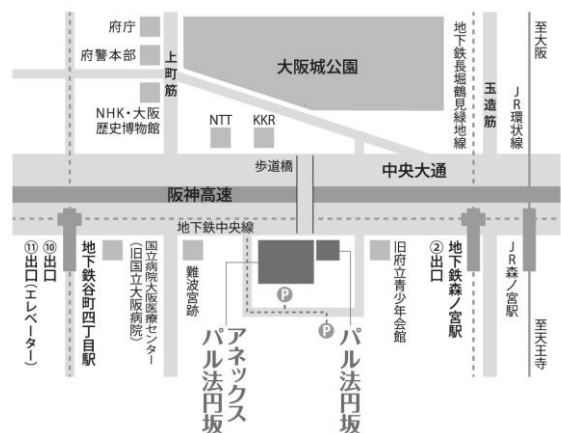 府庁
府警本部
NHK・大阪
歴史博物館
上町筋
大阪城公園
NTT
KKR
地下鉄長堀鶴見緑地線
玉造筋
JR環状線
至大阪
歩道橋
中央大通
阪神高速
地下鉄中央線
⑪出口(エレベーター)
⑩出口
地下鉄谷町四丁目駅
国立病院大阪医療センター
(旧国立大阪病院)
難波宮跡
P
P
アネックス
パル法円坂
パル法円坂
旧府立青少年会館
②出口
地下鉄森ノ宮駅
JR森ノ宮駅
至天王寺